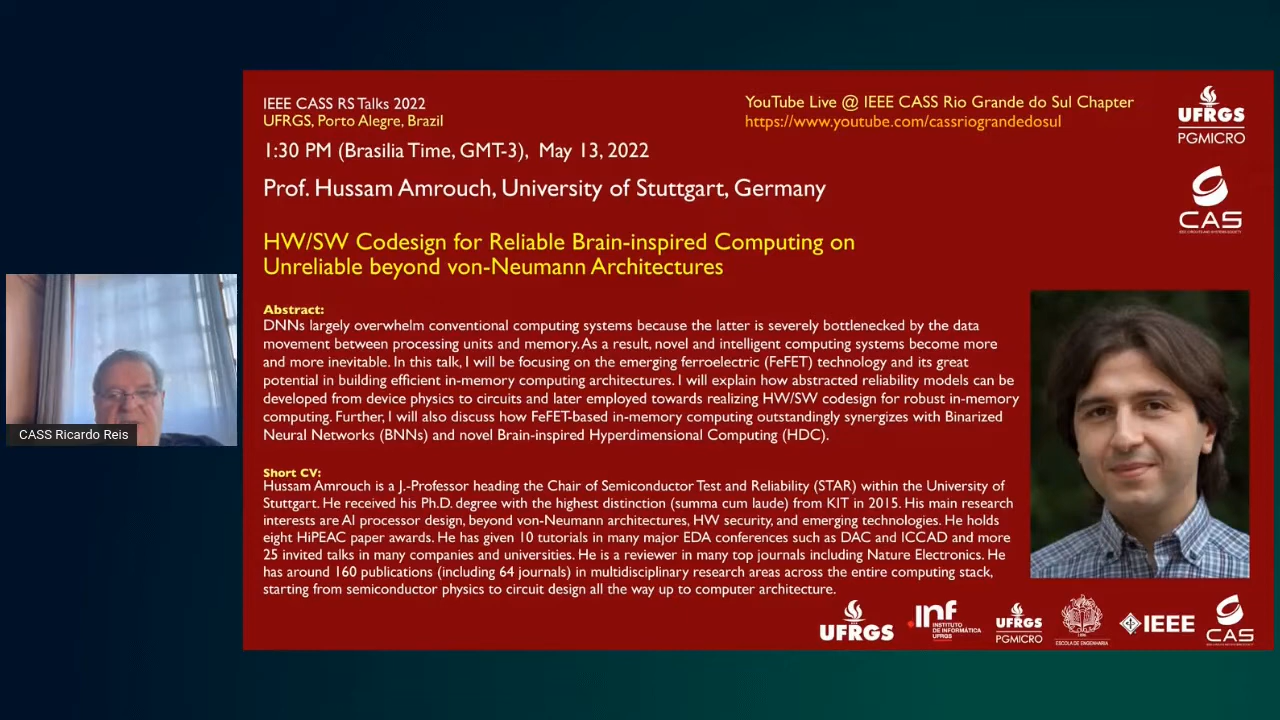 IEEE CASS RS Talks 2022
UFRGS, Porto Alegre, Brazil
YouTube Live @ IEEE CASS Rio Grande do Sul Chapter
https://www.youtube.com/cassriograndedosul
UFRGS
PGMICRO
1:30 PM (Brasilia Time, GMT-3), May 13, 2022
Prof. Hussam Amrouch, University of Stuttgart, Germany
CAS
HW/SW Codesign for Reliable Brain-inspired Computing on
Unreliable beyond von-Neumann Architectures
Abstract:
DNNs largely overwhelm conventional computing systems because the latter is severely bottlenecked by the data
movement between processing units and memory. As a result, novel and intelligent computing systems become more
and more inevitable. In this talk, I will be focusing on the emerging ferroelectric (FeFET) technology and its great
potential in building efficient in-memory computing architectures. I will explain how abstracted reliability models can be
developed from device physics to circuits and later employed towards realizing HW/SW codesign for robust in-memory
computing. Further, I will also discuss how FeFET-based in-memory computing outstandingly synergizes with Binarized
Neural Networks (BNNs) and novel Brain-inspired Hyperdimensional Computing (HDC).
CASS Ricardo Reis
Short CV:
Hussam Amrouch is a J.-Professor heading the Chair of Semiconductor Test and Reliability (STAR) within the University of
Stuttgart. He received his Ph.D. degree with the highest distinction (summa cum laude) from KIT in 2015. His main research
interests are AI processor design, beyond von-Neumann architectures, HW security, and emerging technologies. He holds
eight HiPEAC paper awards. He has given 10 tutorials in many major EDA conferences such as DAC and ICCAD and more
25 invited talks in many companies and universities. He is a reviewer in many top journals including Nature Electronics. He
has around 160 publications (including 64 journals) in multidisciplinary research areas across the entire computing stack,
starting from semiconductor physics to circuit design all the way up to computer architecture.
UFRGS
inf
INSTITUTO
DE INFORMÁTICA
UFRGS
UFRGS
PGMICRO
ESCOLA DE ENGENHARIA
IEEE
CAS